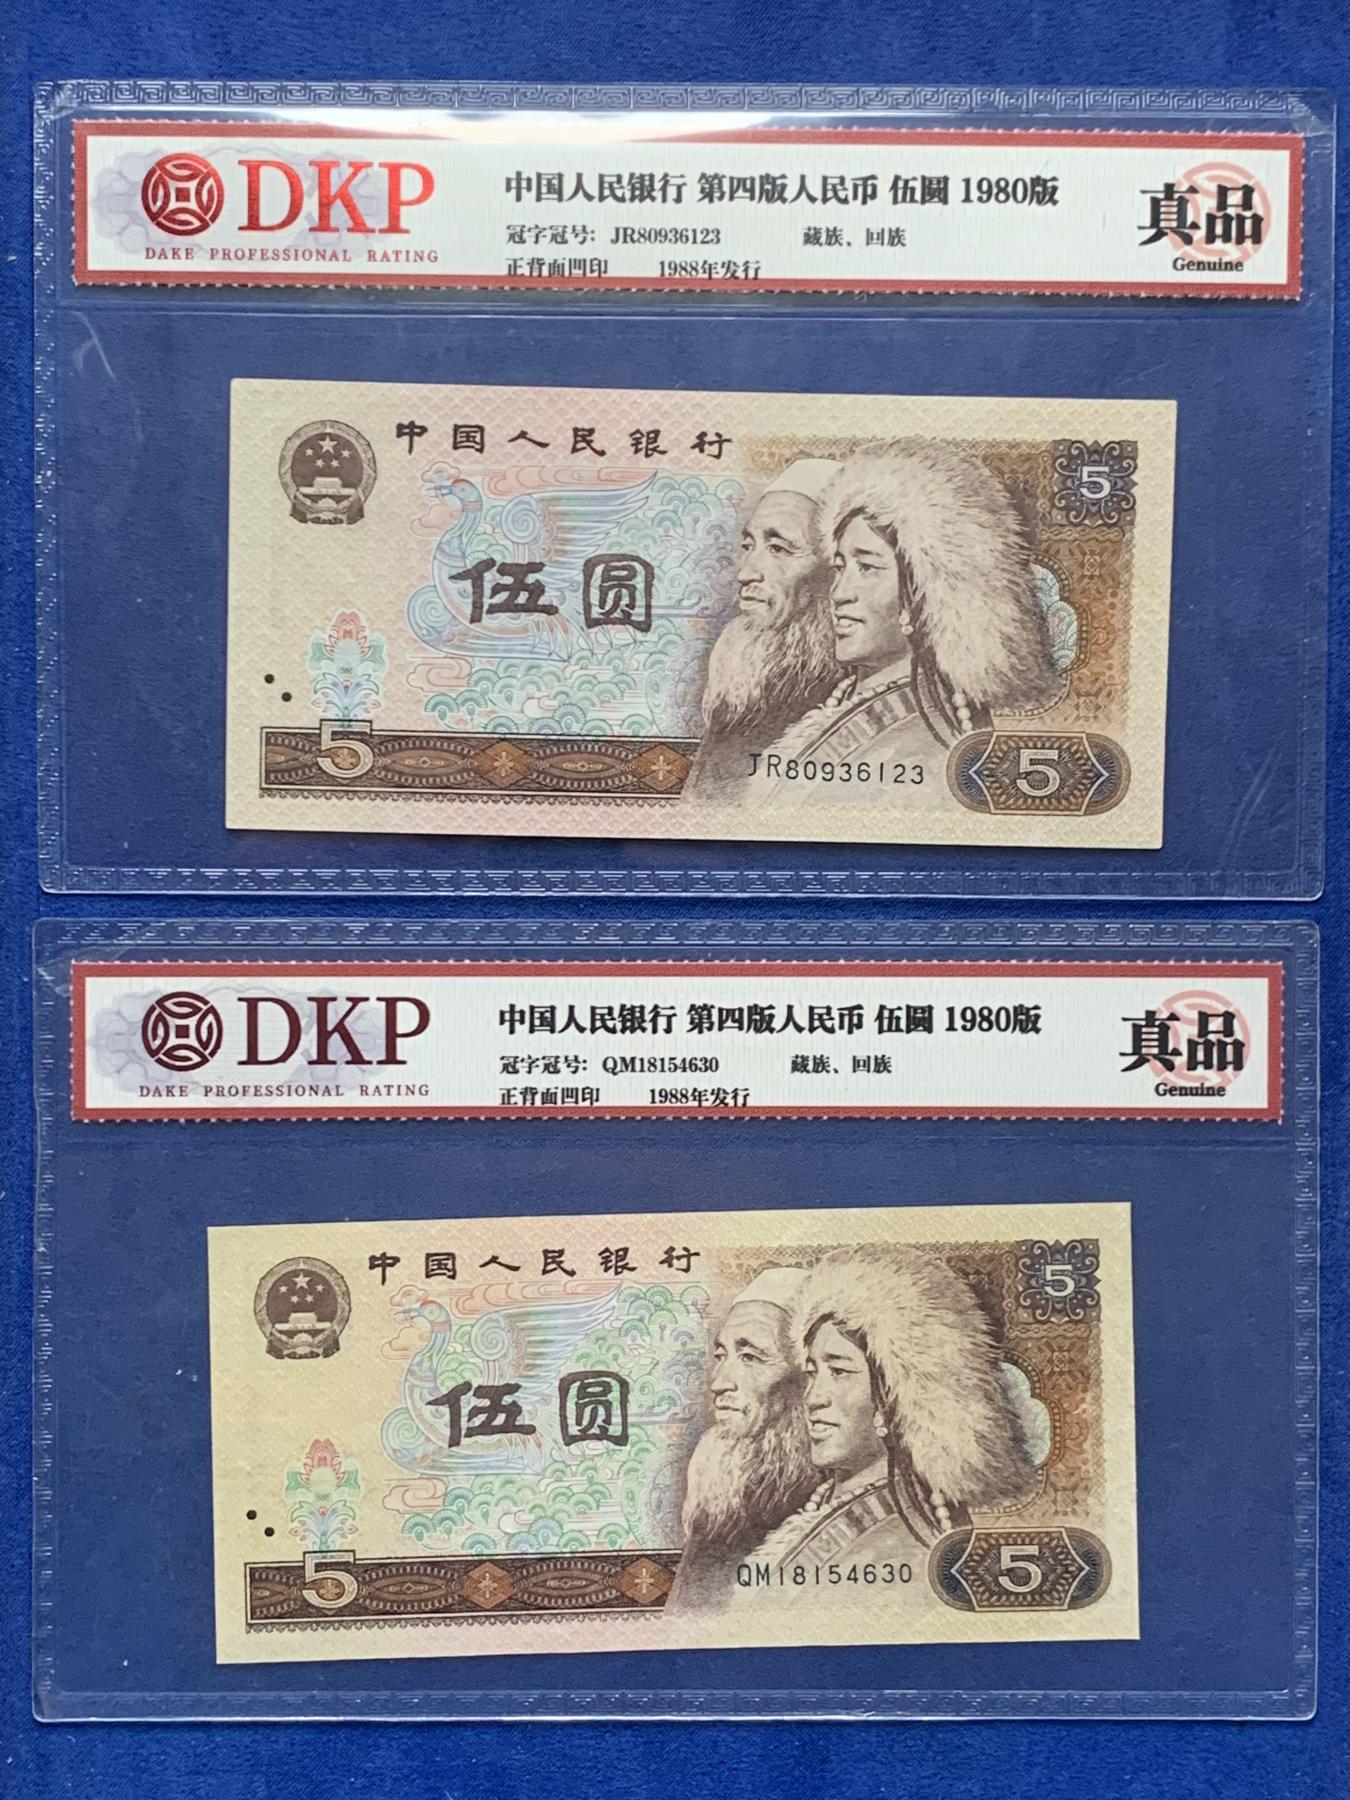 DKP
DAKE PROFESSIONAL RATING
中国人民银行 第四版人民币 伍圓 1980版
冠字冠号: JR80936123 藏族、回族
正背面凹印 1988年发行
真品
Genuine
中国人民银行
5
伍圆
5
JR80936123
5
DKP
DAKE PROFESSIONAL RATING
中国人民银行 第四版人民币 伍圓 1980版
冠字冠号: QM18154630 藏族、回族
正背面凹印 1988年发行
真品
Genuine
中国人民银行
5
伍圆
5
QM18154630
5